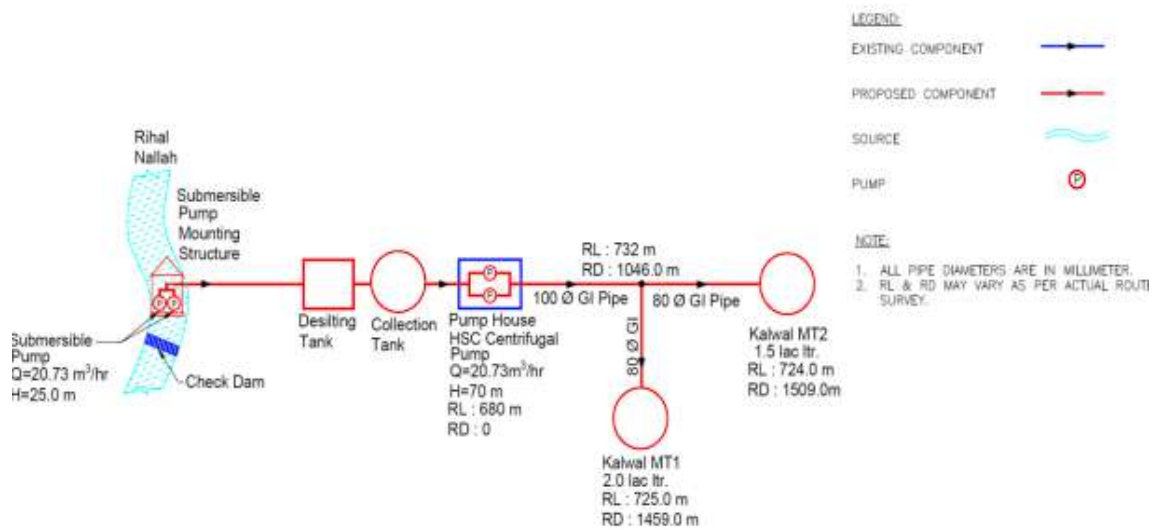 Rihal
Nallah
Submersible
Pump
Mounting
Structure
Submersible
Pump
Q=20.73 m³/hr
H=25.0 m
Check Dam
Desilting
Tank
Collection
Tank
P
P
Pump House
HSC Centrifugal
Pump
Q=20.73m³/hr
H=70 m
RL : 680 m
RD : 0
RL : 732 m
RD : 1046.0 m
100 Ø GI Pipe
80 Ø GI Pipe
80 Ø GI
Kalwal MT2
1.5 lac ltr.
RL : 724.0 m
RD : 1509.0m
Kalwal MT1
2.0 lac ltr.
RL : 725.0 m
RD : 1459.0 m
LEGEND:
EXISTING COMPONENT
PROPOSED COMPONENT
SOURCE
PUMP
P
NOTE:
1. ALL PIPE DIAMETERS ARE IN MILLIMETER.
2. RL & RD MAY VARY AS PER ACTUAL ROUTE
SURVEY.